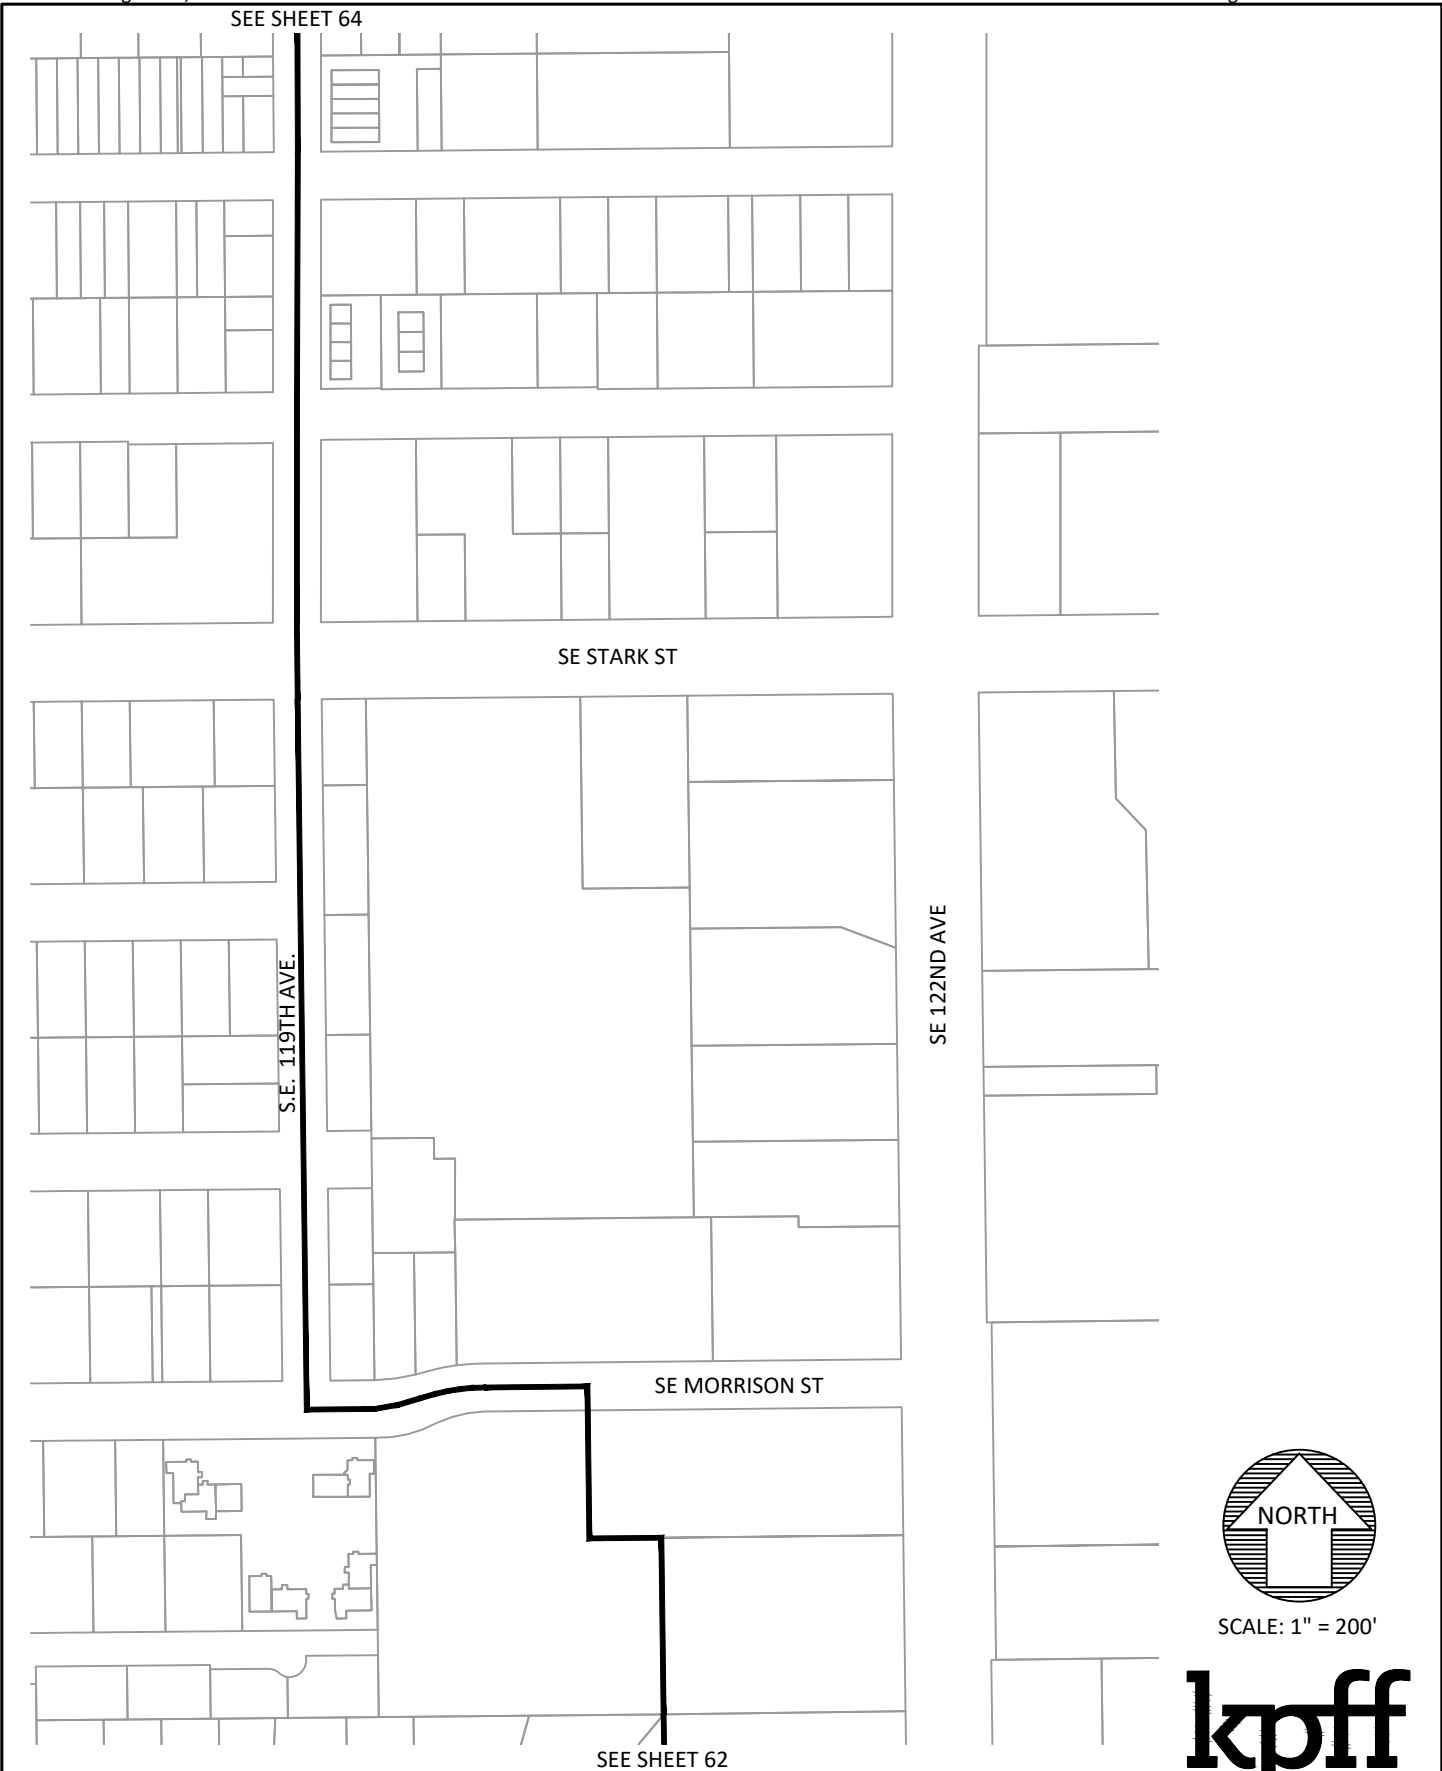 SEE SHEET 64
SE STARK ST
S.E. 119TH AVE.
SE 122ND AVE
SE MORRISON ST
NORTH
SCALE: 1" = 200'
kpff
SEE SHEET 62